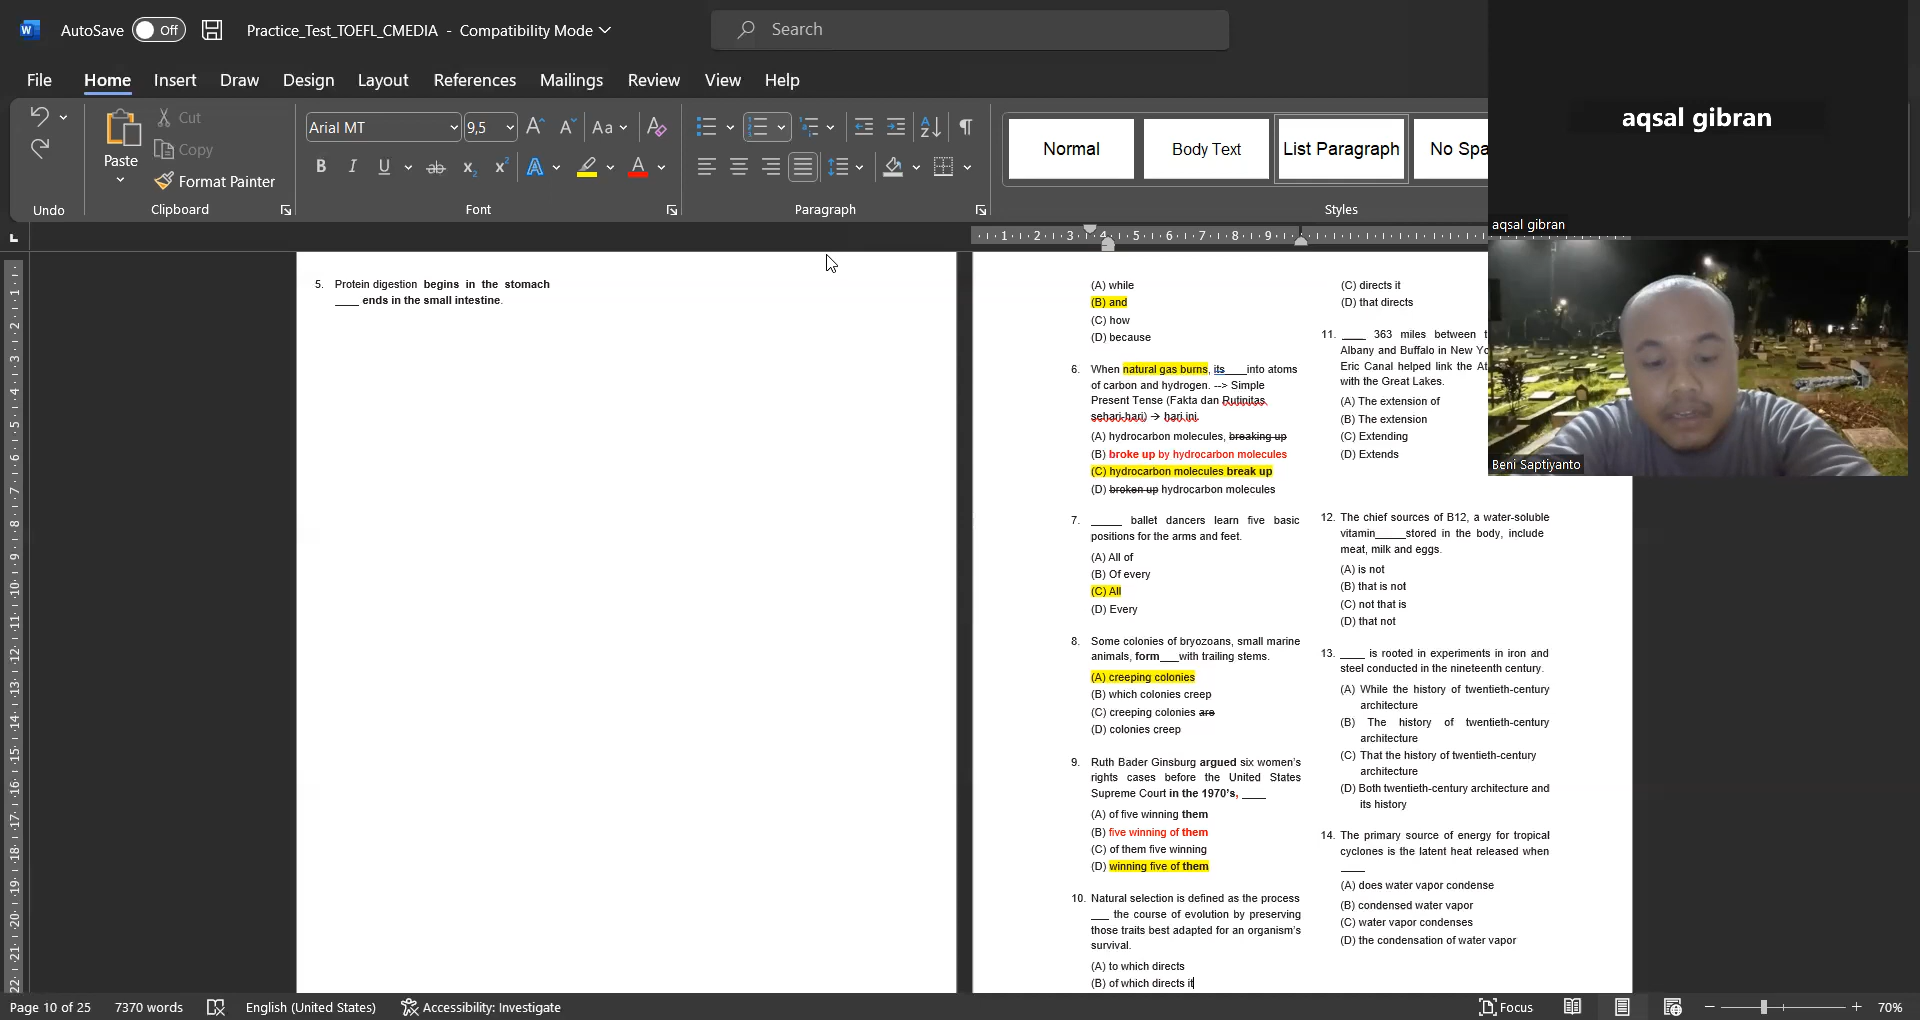 AutoSave Off Practice_Test_TOEFL_CMEDIA - Compatibility Mode Search
File Home Insert Draw Design Layout References Mailings Review View Help
Paste Cut Copy Format Painter
Arial MT 9,5
Normal Body Text List Paragraph No Spa
Undo Clipboard Font Paragraph Styles
aqsal gibran
aqsal gibran
Beni Saptiyanto
5. Protein digestion begins in the stomach
____ ends in the small intestine.
(A) while
(B) and
(C) how
(D) because
6. When natural gas burns, its____into atoms
of carbon and hydrogen. --> Simple
Present Tense (Fakta dan Rutinitas
sehari-hari) → hari ini.
(A) hydrocarbon molecules, breaking up
(B) broke up by hydrocarbon molecules
(C) hydrocarbon molecules break up
(D) broken up hydrocarbon molecules
7. _____ ballet dancers learn five basic
positions for the arms and feet.
(A) All of
(B) Of every
(C) All
(D) Every
8. Some colonies of bryozoans, small marine
animals, form___with trailing stems.
(A) creeping colonies
(B) which colonies creep
(C) creeping colonies are
(D) colonies creep
9. Ruth Bader Ginsburg argued six women's
rights cases before the United States
Supreme Court in the 1970's, ____
(A) of five winning them
(B) five winning of them
(C) of them five winning
(D) winning five of them
10. Natural selection is defined as the process
___ the course of evolution by preserving
those traits best adapted for an organism's
survival.
(A) to which directs
(B) of which directs it
(C) directs it
(D) that directs
11. ____ 363 miles between t
Albany and Buffalo in New Yo
Eric Canal helped link the At
with the Great Lakes.
(A) The extension of
(B) The extension
(C) Extending
(D) Extends
12. The chief sources of B12, a water-soluble
vitamin_____stored in the body, include
meat, milk and eggs.
(A) is not
(B) that is not
(C) not that is
(D) that not
13. ____ is rooted in experiments in iron and
steel conducted in the nineteenth century.
(A) While the history of twentieth-century
architecture
(B) The history of twentieth-century
architecture
(C) That the history of twentieth-century
architecture
(D) Both twentieth-century architecture and
its history
14. The primary source of energy for tropical
cyclones is the latent heat released when
____
(A) does water vapor condense
(B) condensed water vapor
(C) water vapor condenses
(D) the condensation of water vapor
Page 10 of 25 7370 words English (United States) Accessibility: Investigate Focus 70%